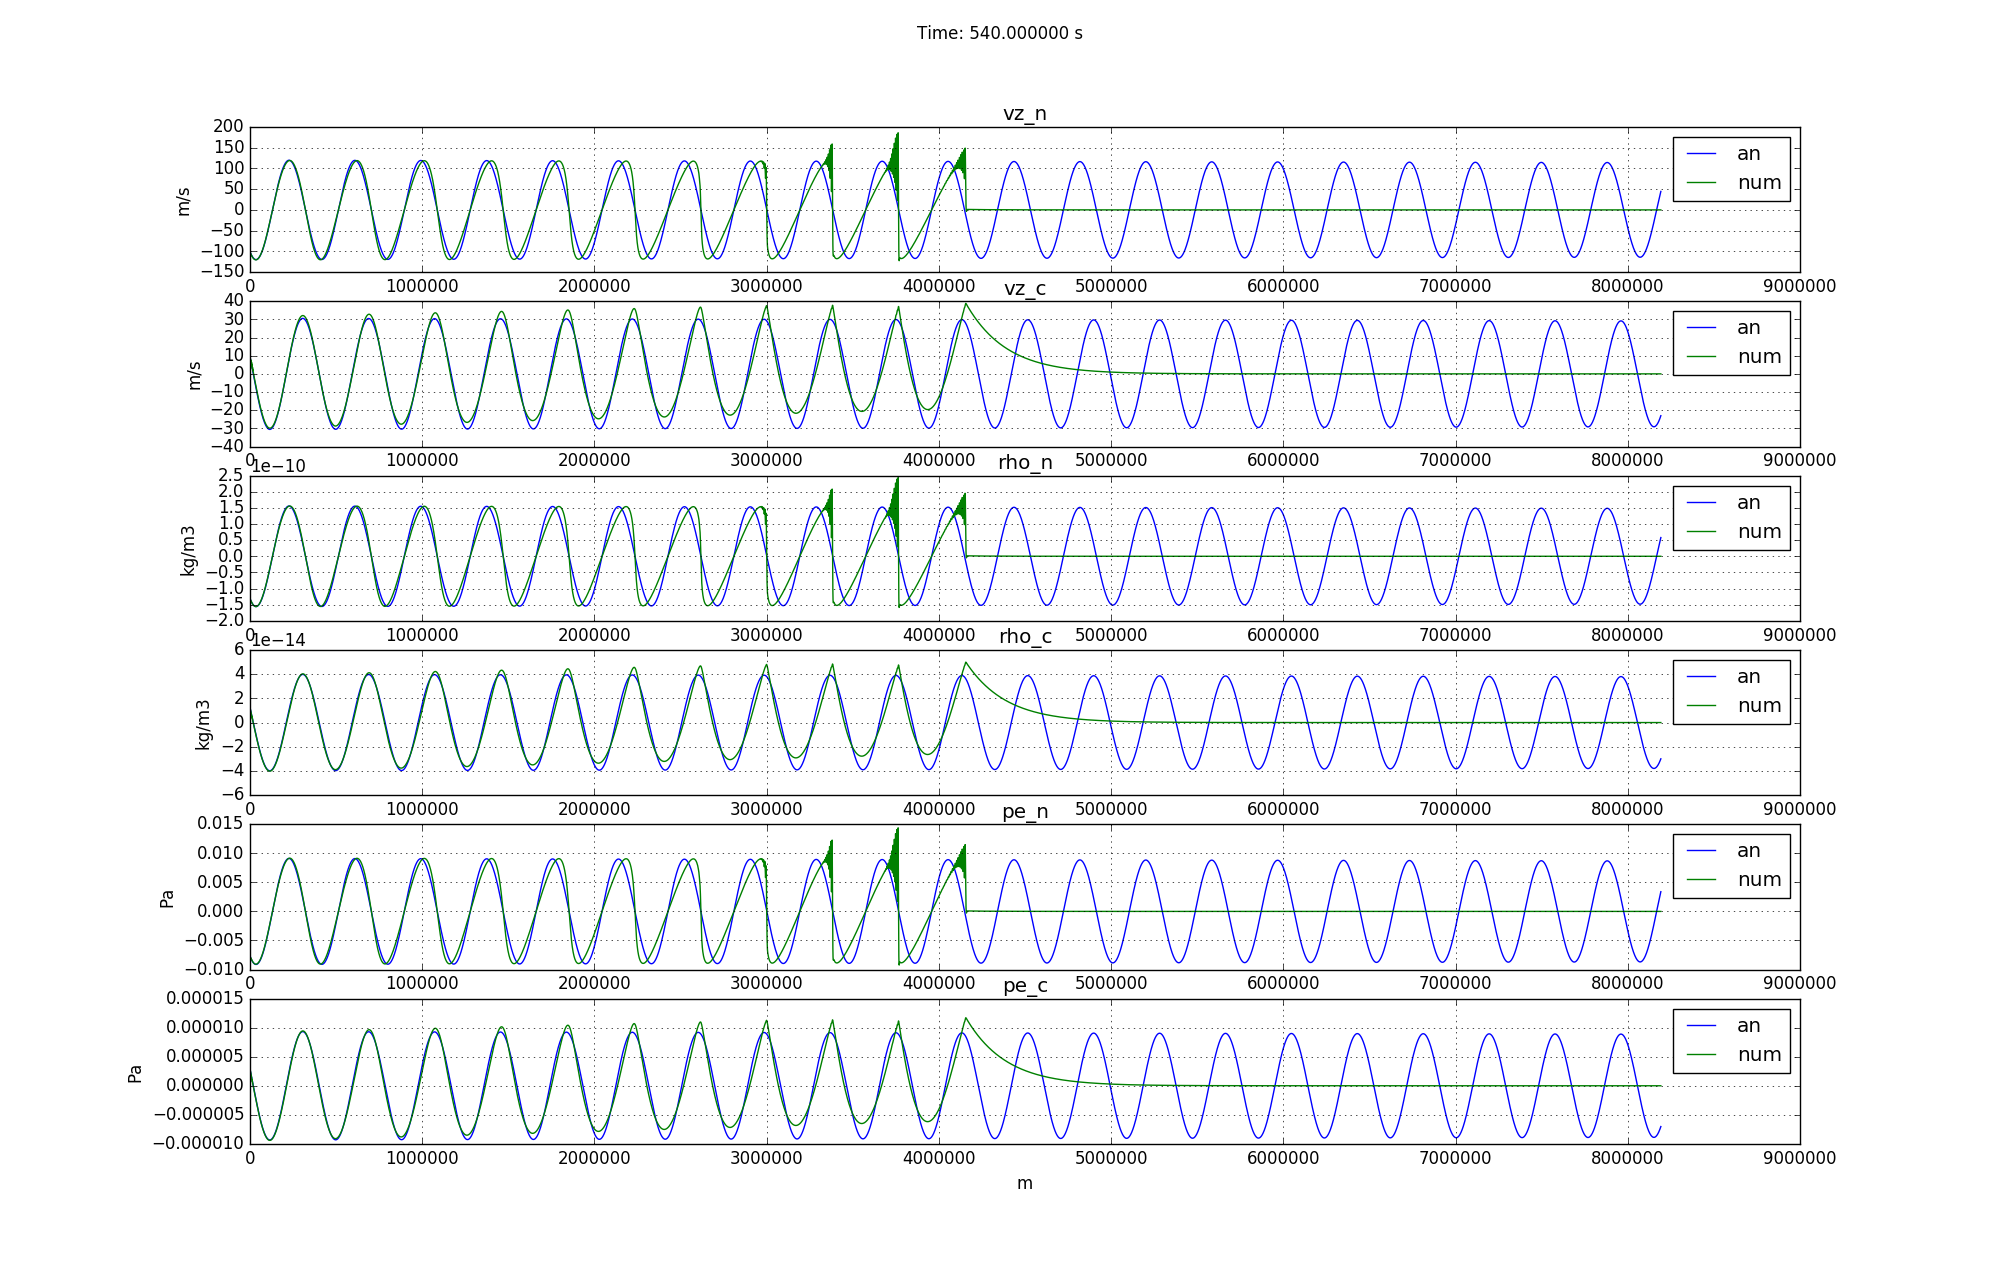 Time: 540.000000 s
vz_n
200
150
100
50
0
−50
−100
−150
m/s
an
num
0 1000000 2000000 3000000 4000000 5000000 6000000 7000000 8000000 9000000
vz_c
40
30
20
10
0
−10
−20
−30
−40
m/s
an
num
0 1000000 2000000 3000000 4000000 5000000 6000000 7000000 8000000 9000000
1e−10
rho_n
2.5
2.0
1.5
1.0
0.5
0.0
−0.5
−1.0
−1.5
−2.0
kg/m3
an
num
0 1000000 2000000 3000000 4000000 5000000 6000000 7000000 8000000 9000000
1e−14
rho_c
6
4
2
0
−2
−4
−6
kg/m3
an
num
0 1000000 2000000 3000000 4000000 5000000 6000000 7000000 8000000 9000000
pe_n
0.015
0.010
0.005
0.000
−0.005
−0.010
Pa
an
num
0 1000000 2000000 3000000 4000000 5000000 6000000 7000000 8000000 9000000
pe_c
0.000015
0.000010
0.000005
0.000000
−0.000005
−0.000010
Pa
an
num
0 1000000 2000000 3000000 4000000 5000000 6000000 7000000 8000000 9000000
m